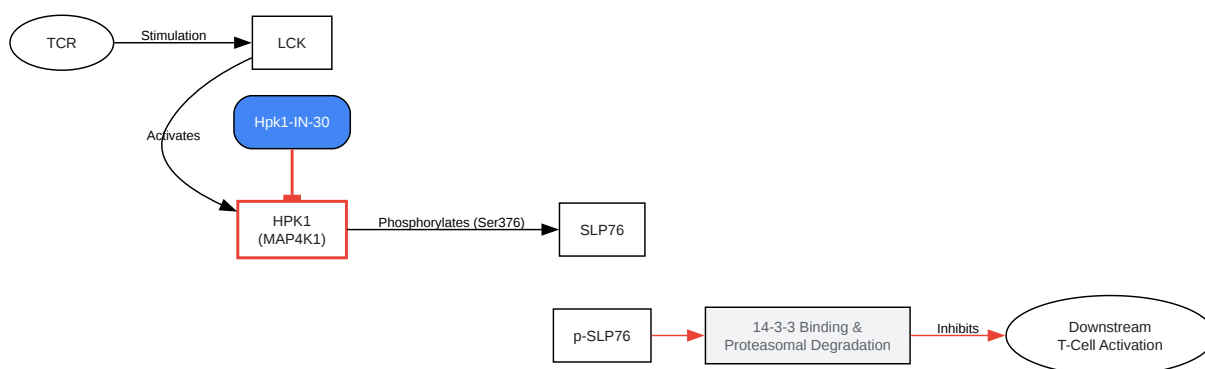 TCR
Stimulation
LCK
Hpk1-IN-30
Activates
HPK1
(MAP4K1)
Phosphorylates (Ser376)
SLP76
p-SLP76
14-3-3 Binding &
Proteasomal Degradation
Inhibits
Downstream
T-Cell Activation